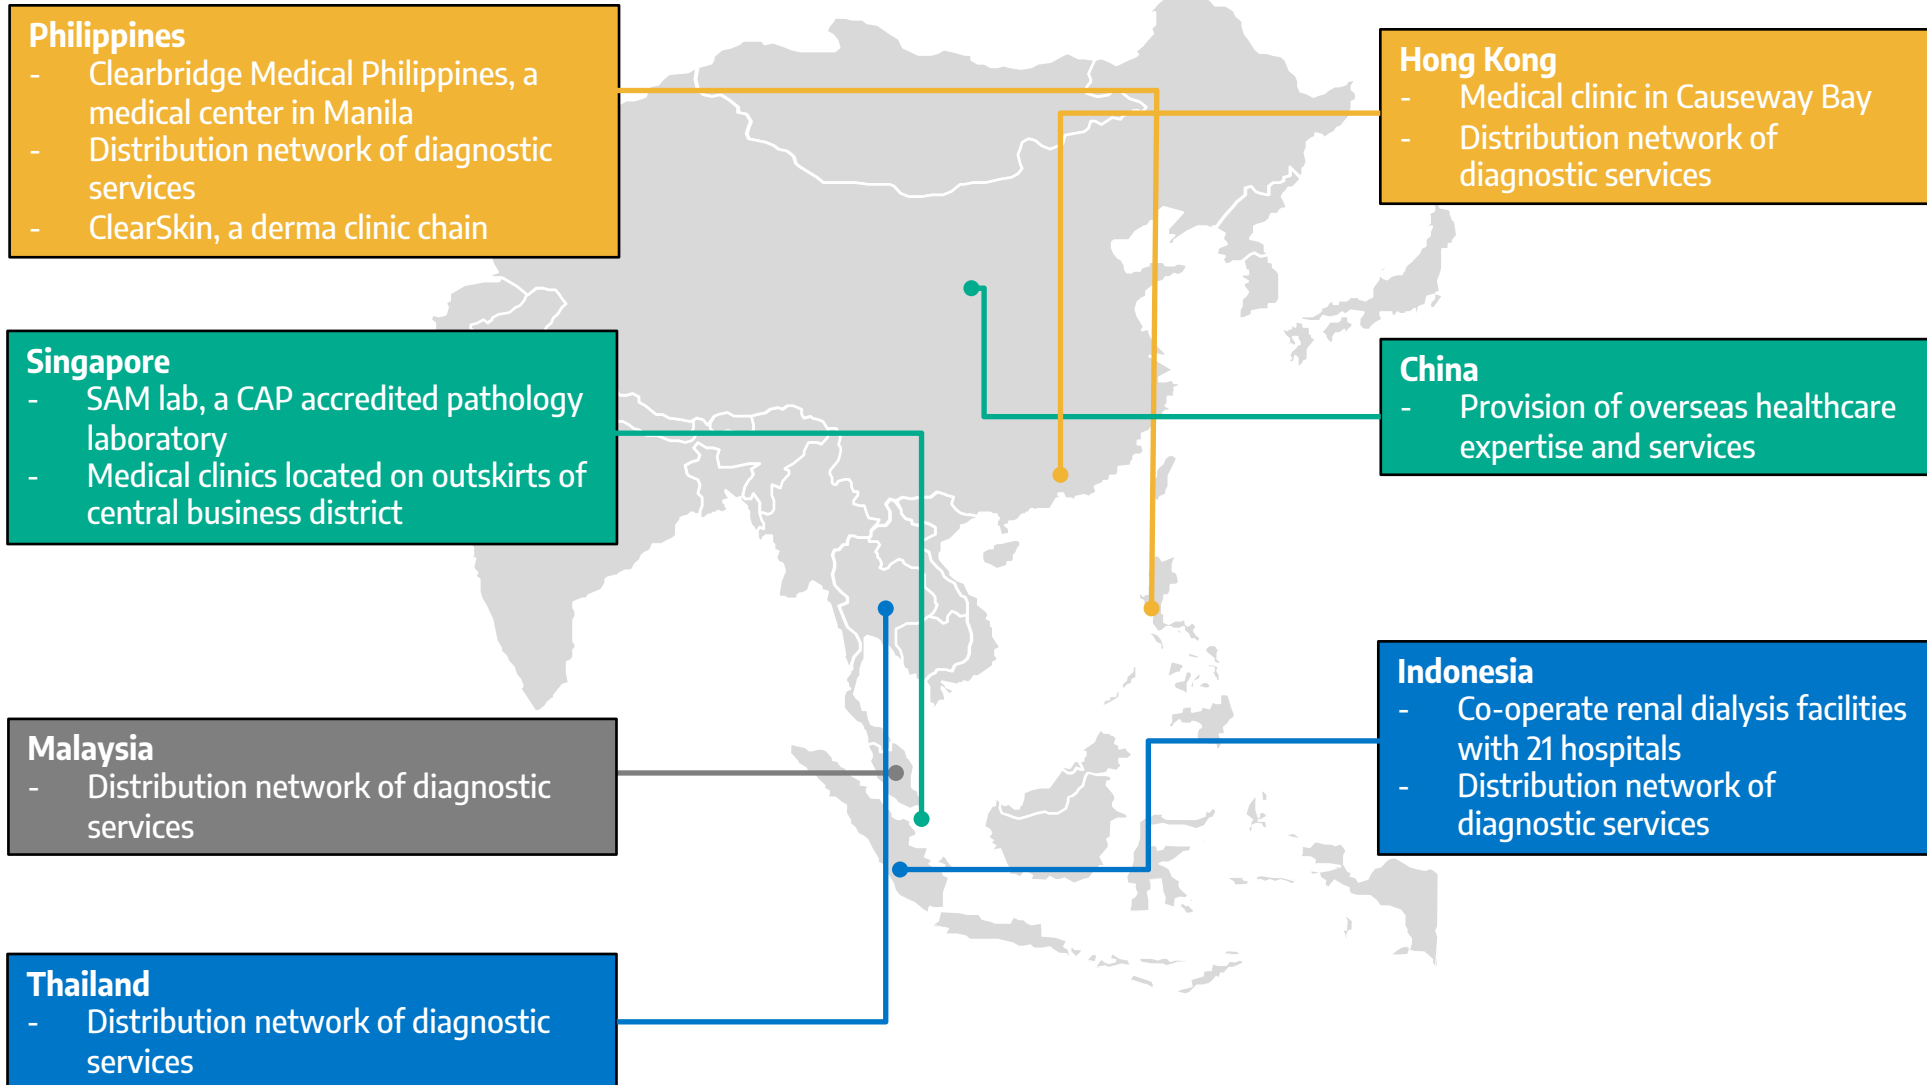 Philippines
- Clearbridge Medical Philippines, a
medical center in Manila
- Distribution network of diagnostic
services
- ClearSkin, a derma clinic chain
Singapore
- SAM lab, a CAP accredited pathology
laboratory
- Medical clinics located on outskirts of
central business district
Malaysia
- Distribution network of diagnostic
services
Thailand
- Distribution network of diagnostic
services
Hong Kong
- Medical clinic in Causeway Bay
- Distribution network of
diagnostic services
China
- Provision of overseas healthcare
expertise and services
Indonesia
- Co-operate renal dialysis facilities
with 21 hospitals
- Distribution network of
diagnostic services